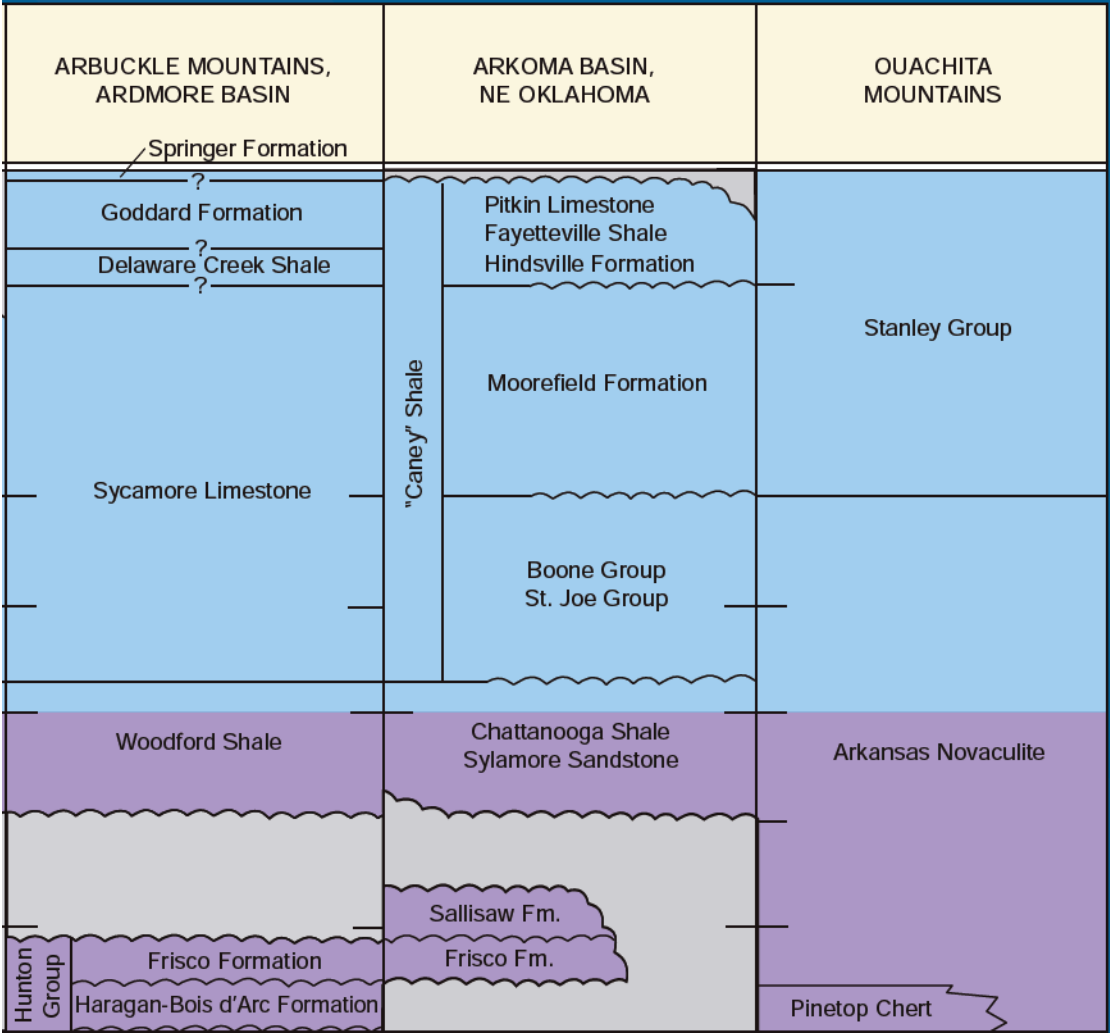 ARBUCKLE MOUNTAINS,
ARDMORE BASIN
ARKOMA BASIN,
NE OKLAHOMA
OUACHITA
MOUNTAINS
Springer Formation
?
Goddard Formation
?
Delaware Creek Shale
?
Sycamore Limestone
Woodford Shale
Hunton
Group
Frisco Formation
Haragan-Bois d'Arc Formation
"Caney" Shale
Pitkin Limestone
Fayetteville Shale
Hindsville Formation
Moorefield Formation
Boone Group
St. Joe Group
Chattanooga Shale
Sylamore Sandstone
Sallisaw Fm.
Frisco Fm.
Stanley Group
Arkansas Novaculite
Pinetop Chert